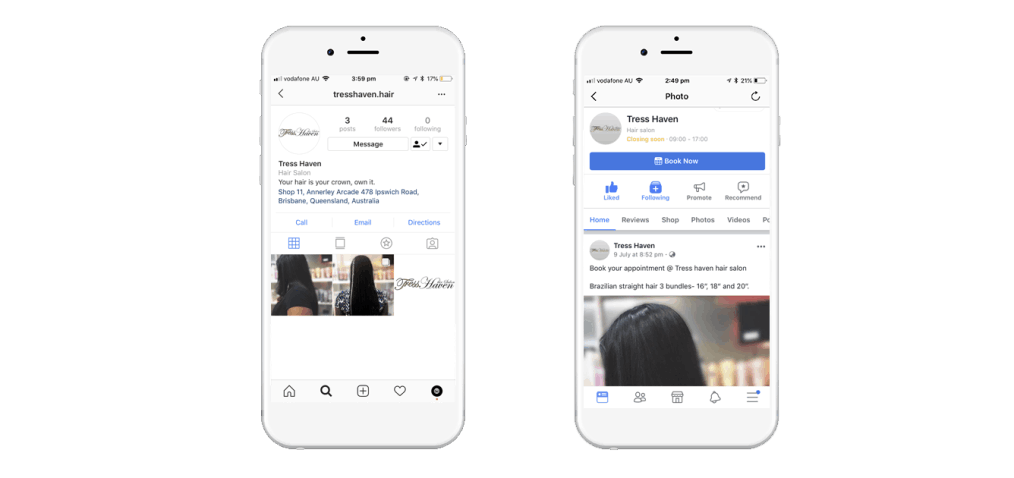 vodafone AU 3:59 pm 17%
tresshaven.hair
3 44 0
posts followers following
Message
Tress Haven
Hair Salon
Your hair is your crown, own it.
Shop 11, Annerley Arcade 478 Ipswich Road,
Brisbane, Queensland, Australia
Call Email Directions
Tress Haven
vodafone AU 2:49 pm 21%
Photo
Tress Haven
Hair salon
Closing soon · 09:00 - 17:00
Book Now
Liked Following Promote Recommend
Home Reviews Shop Photos Videos Po
Tress Haven
9 July at 8:52 pm ·
Book your appointment @ Tress haven hair salon
Brazilian straight hair 3 bundles- 16", 18" and 20".